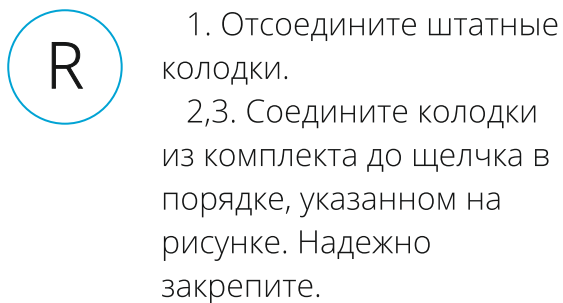 R
1. Отсоедините штатные
колодки.
2,3. Соедините колодки
из комплекта до щелчка в
порядке, указанном на
рисунке. Надежно
закрепите.